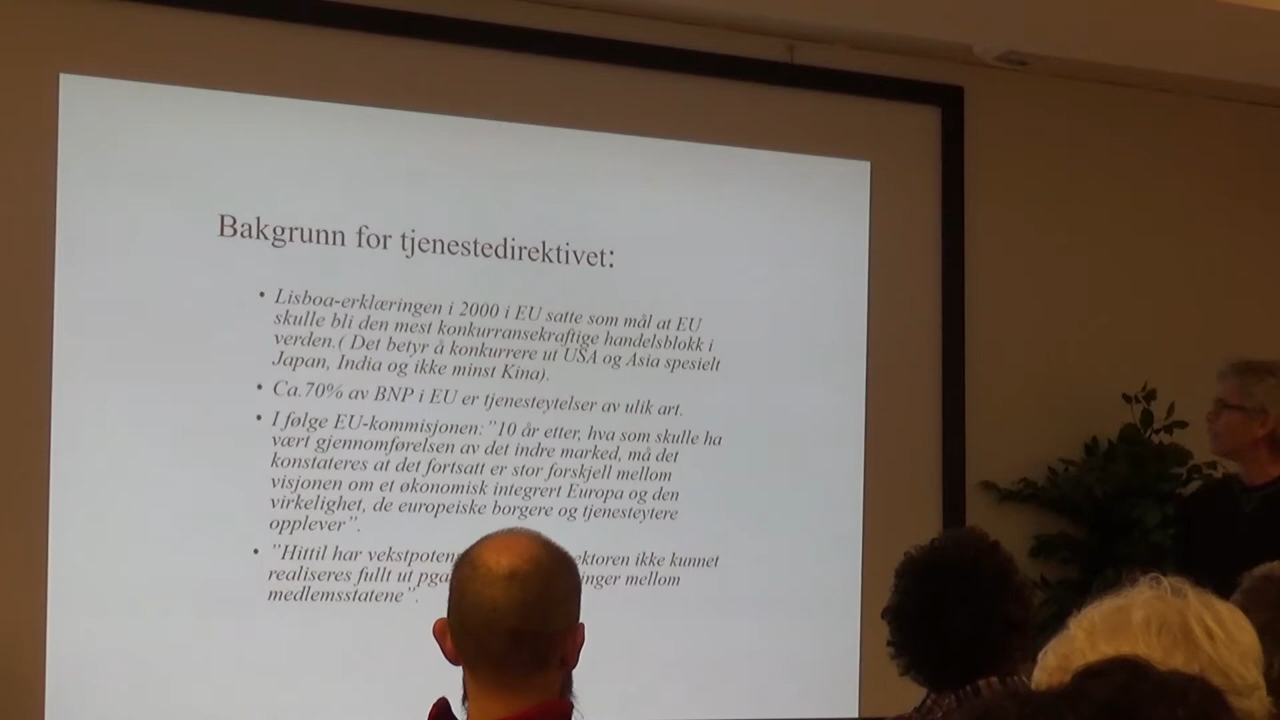 Bakgrunn for tjenestedirektivet:
• Lisboa-erklæringen i 2000 i EU satte som mål at EU
skulle bli den mest konkurransekraftige handelsblokk i
verden.( Det betyr å konkurrere ut USA og Asia spesielt
Japan, India og ikke minst Kina).
• Ca.70% av BNP i EU er tjenesteytelser av ulik art.
• I følge EU-kommisjonen: ”10 år etter, hva som skulle ha
vært gjennomførelsen av det indre marked, må det
konstateres at det fortsatt er stor forskjell mellom
visjonen om et økonomisk integrert Europa og den
virkelighet, de europeiske borgere og tjenesteytere
opplever”.
• ”Hittil har ikke kunnet
realiseres fullt ut mellom
medlemsstatene”.